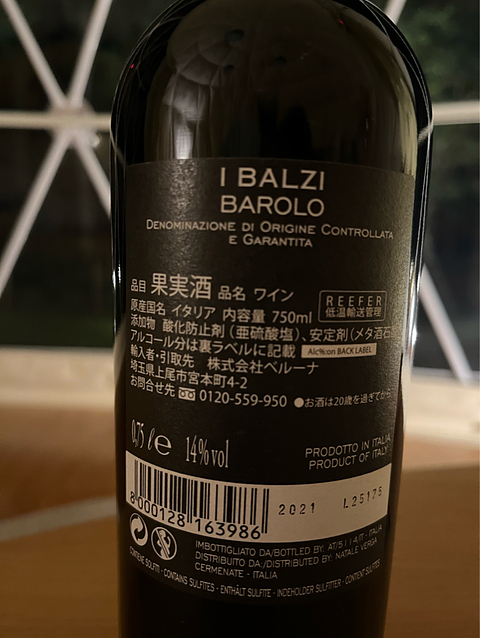 I BALZI
BAROLO
DENOMINAZIONE DI ORIGINE CONTROLLATA
E GARANTITA
品目 果実酒 品名 ワイン
原産国名 イタリア 内容量 750ml
REEFER
低温輸送管理
添加物 酸化防止剤（亜硫酸塩）、安定剤（メタ酒石
アルコール分は裏ラベルに記載 Alc%:on BACK LABEL
輸入者・引取先 株式会社ベルーナ
埼玉県上尾市宮本町4-2
お問合せ先 0120-559-950 ●お酒は20歳を過ぎてから
0,75 ℓ e 14% vol
PRODOTTO IN ITALIA
PRODUCT OF ITALY
8 000128 163986
2021 L25175
IMBOTTIGLIATO DA/BOTTLED BY: AT/511 4/IT - ITALIA
DISTRIBUITO DA:/DISTRIBUTED BY: NATALE VERGA
CERMENATE - ITALIA
CONTIENE SOLFITI - CONTAINS SULFITES - ENTHÄLT SULFITE - INDEHOLDER SULFITTER - CONTENT SULFITES